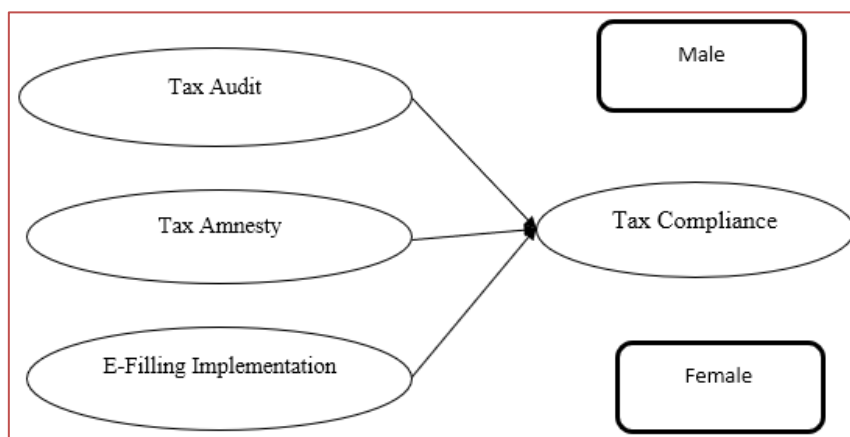 Tax Audit
Male
Tax Amnesty
Tax Compliance
E-Filling Implementation
Female